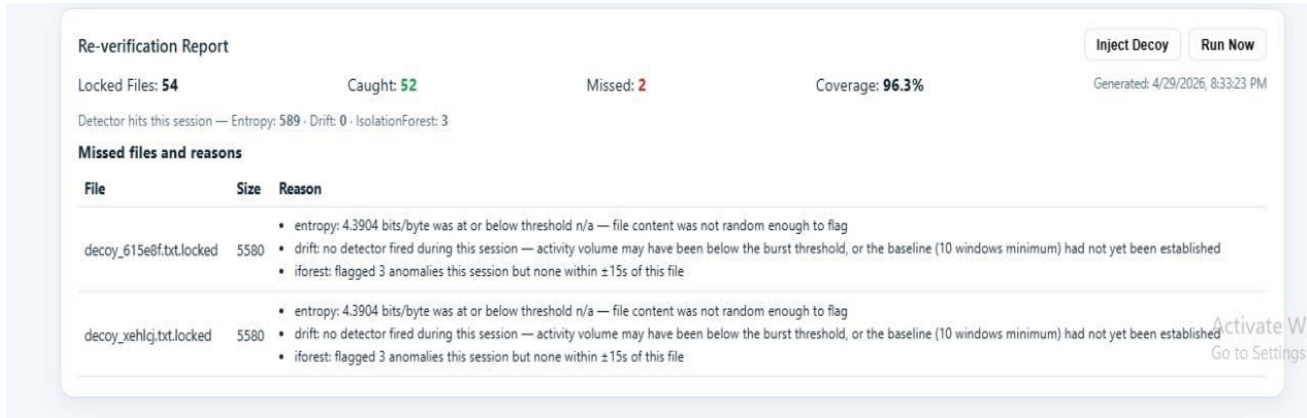 Re-verification Report
Inject Decoy
Run Now
Locked Files: 54
Caught: 52
Missed: 2
Coverage: 96.3%
Generated: 4/29/2026, 8:33:23 PM
Detector hits this session — Entropy: 589 · Drift: 0 · IsolationForest: 3
Missed files and reasons
File Size Reason
decoy_615e8f.txt.locked 5580
• entropy: 4.3904 bits/byte was at or below threshold n/a — file content was not random enough to flag
• drift: no detector fired during this session — activity volume may have been below the burst threshold, or the baseline (10 windows minimum) had not yet been established
• iforest: flagged 3 anomalies this session but none within ±15s of this file
decoy_xehlcj.txt.locked 5580
• entropy: 4.3904 bits/byte was at or below threshold n/a — file content was not random enough to flag
• drift: no detector fired during this session — activity volume may have been below the burst threshold, or the baseline (10 windows minimum) had not yet been established
• iforest: flagged 3 anomalies this session but none within ±15s of this file
Activate W
Go to Settings